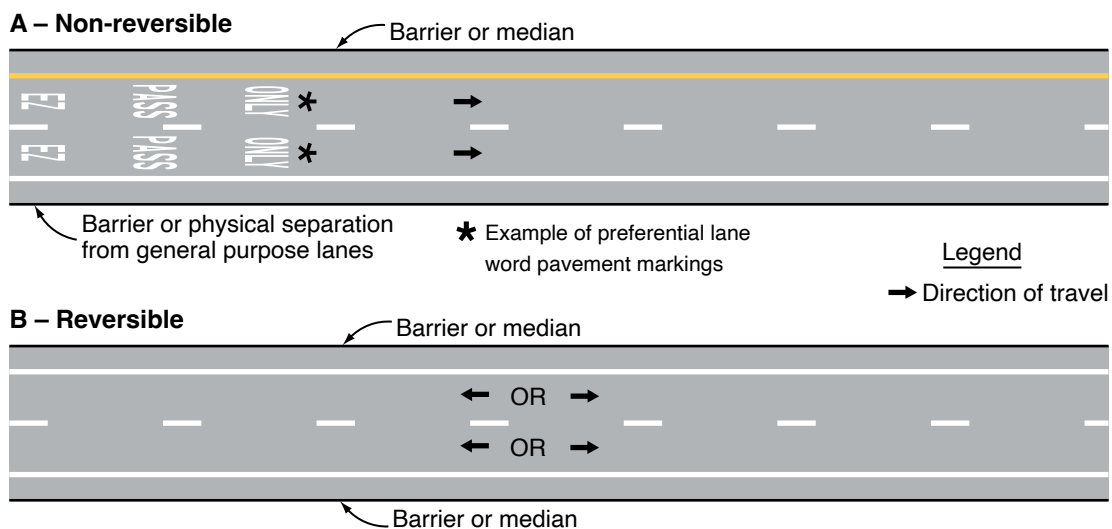 A – Non-reversible
Barrier or median
EZ PASS ONLY *
EZ PASS ONLY *
Barrier or physical separation
from general purpose lanes
* Example of preferential lane
word pavement markings
Legend
→ Direction of travel
B – Reversible
Barrier or median
← OR →
← OR →
Barrier or median